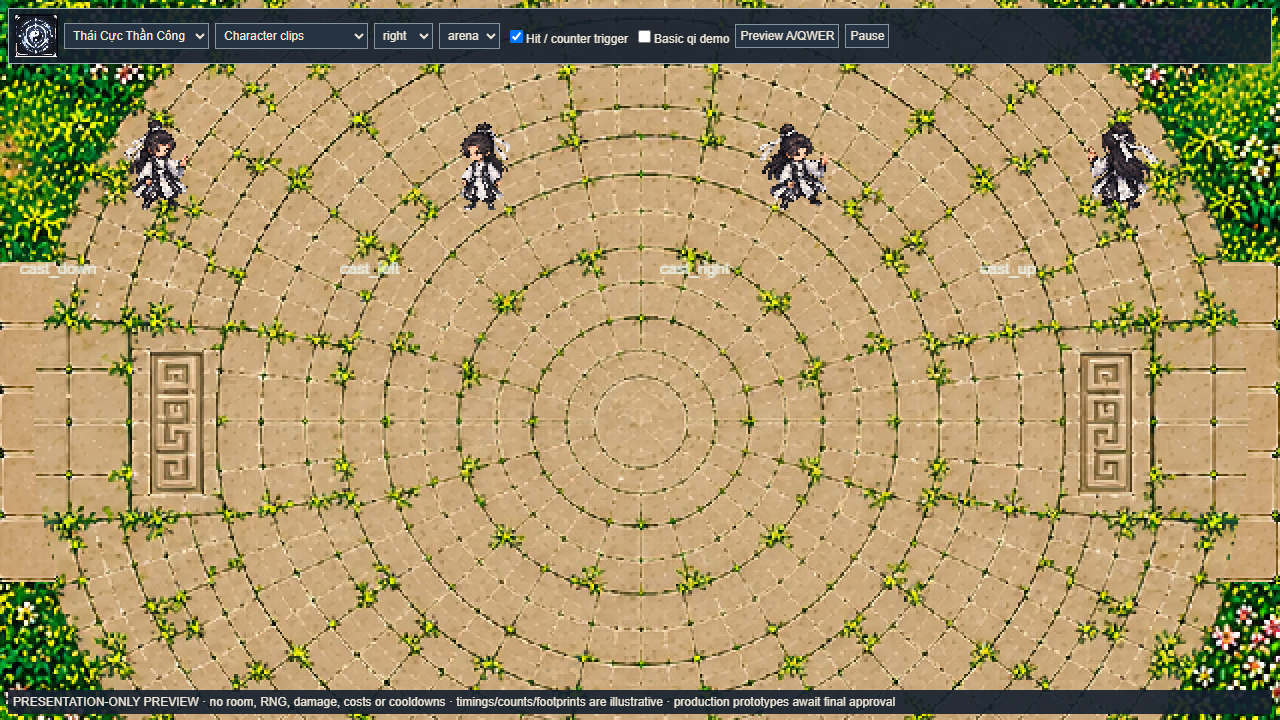 Thái Cực Thần Công Character clips right arena Hit / counter trigger Basic qi demo Preview A/QWER Pause
cast_down cast_left cast_right cast_up
PRESENTATION-ONLY PREVIEW · no room, RNG, damage, costs or cooldowns · timings/counts/footprints are illustrative · production prototypes await final approval